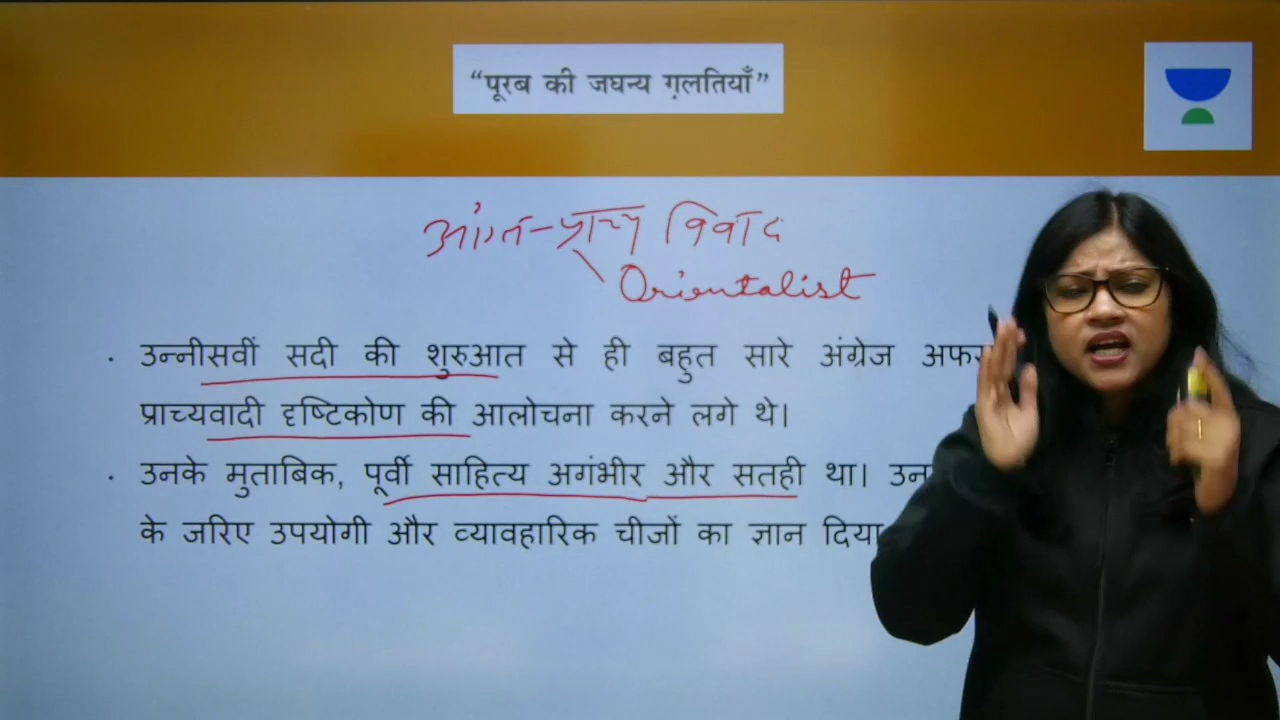 “पूरब की जघन्य ग़लतियाँ”
आंग्ल-प्राच्य विवाद
Orientalist
· उन्नीसवीं सदी की शुरुआत से ही बहुत सारे अंग्रेज
प्राच्यवादी दृष्टिकोण की आलोचना करने लगे थे।
· उनके मुताबिक, पूर्वी साहित्य अगंभीर और सतही था।
के जरिए उपयोगी और व्यावहारिक चीजों का ज्ञान दिया